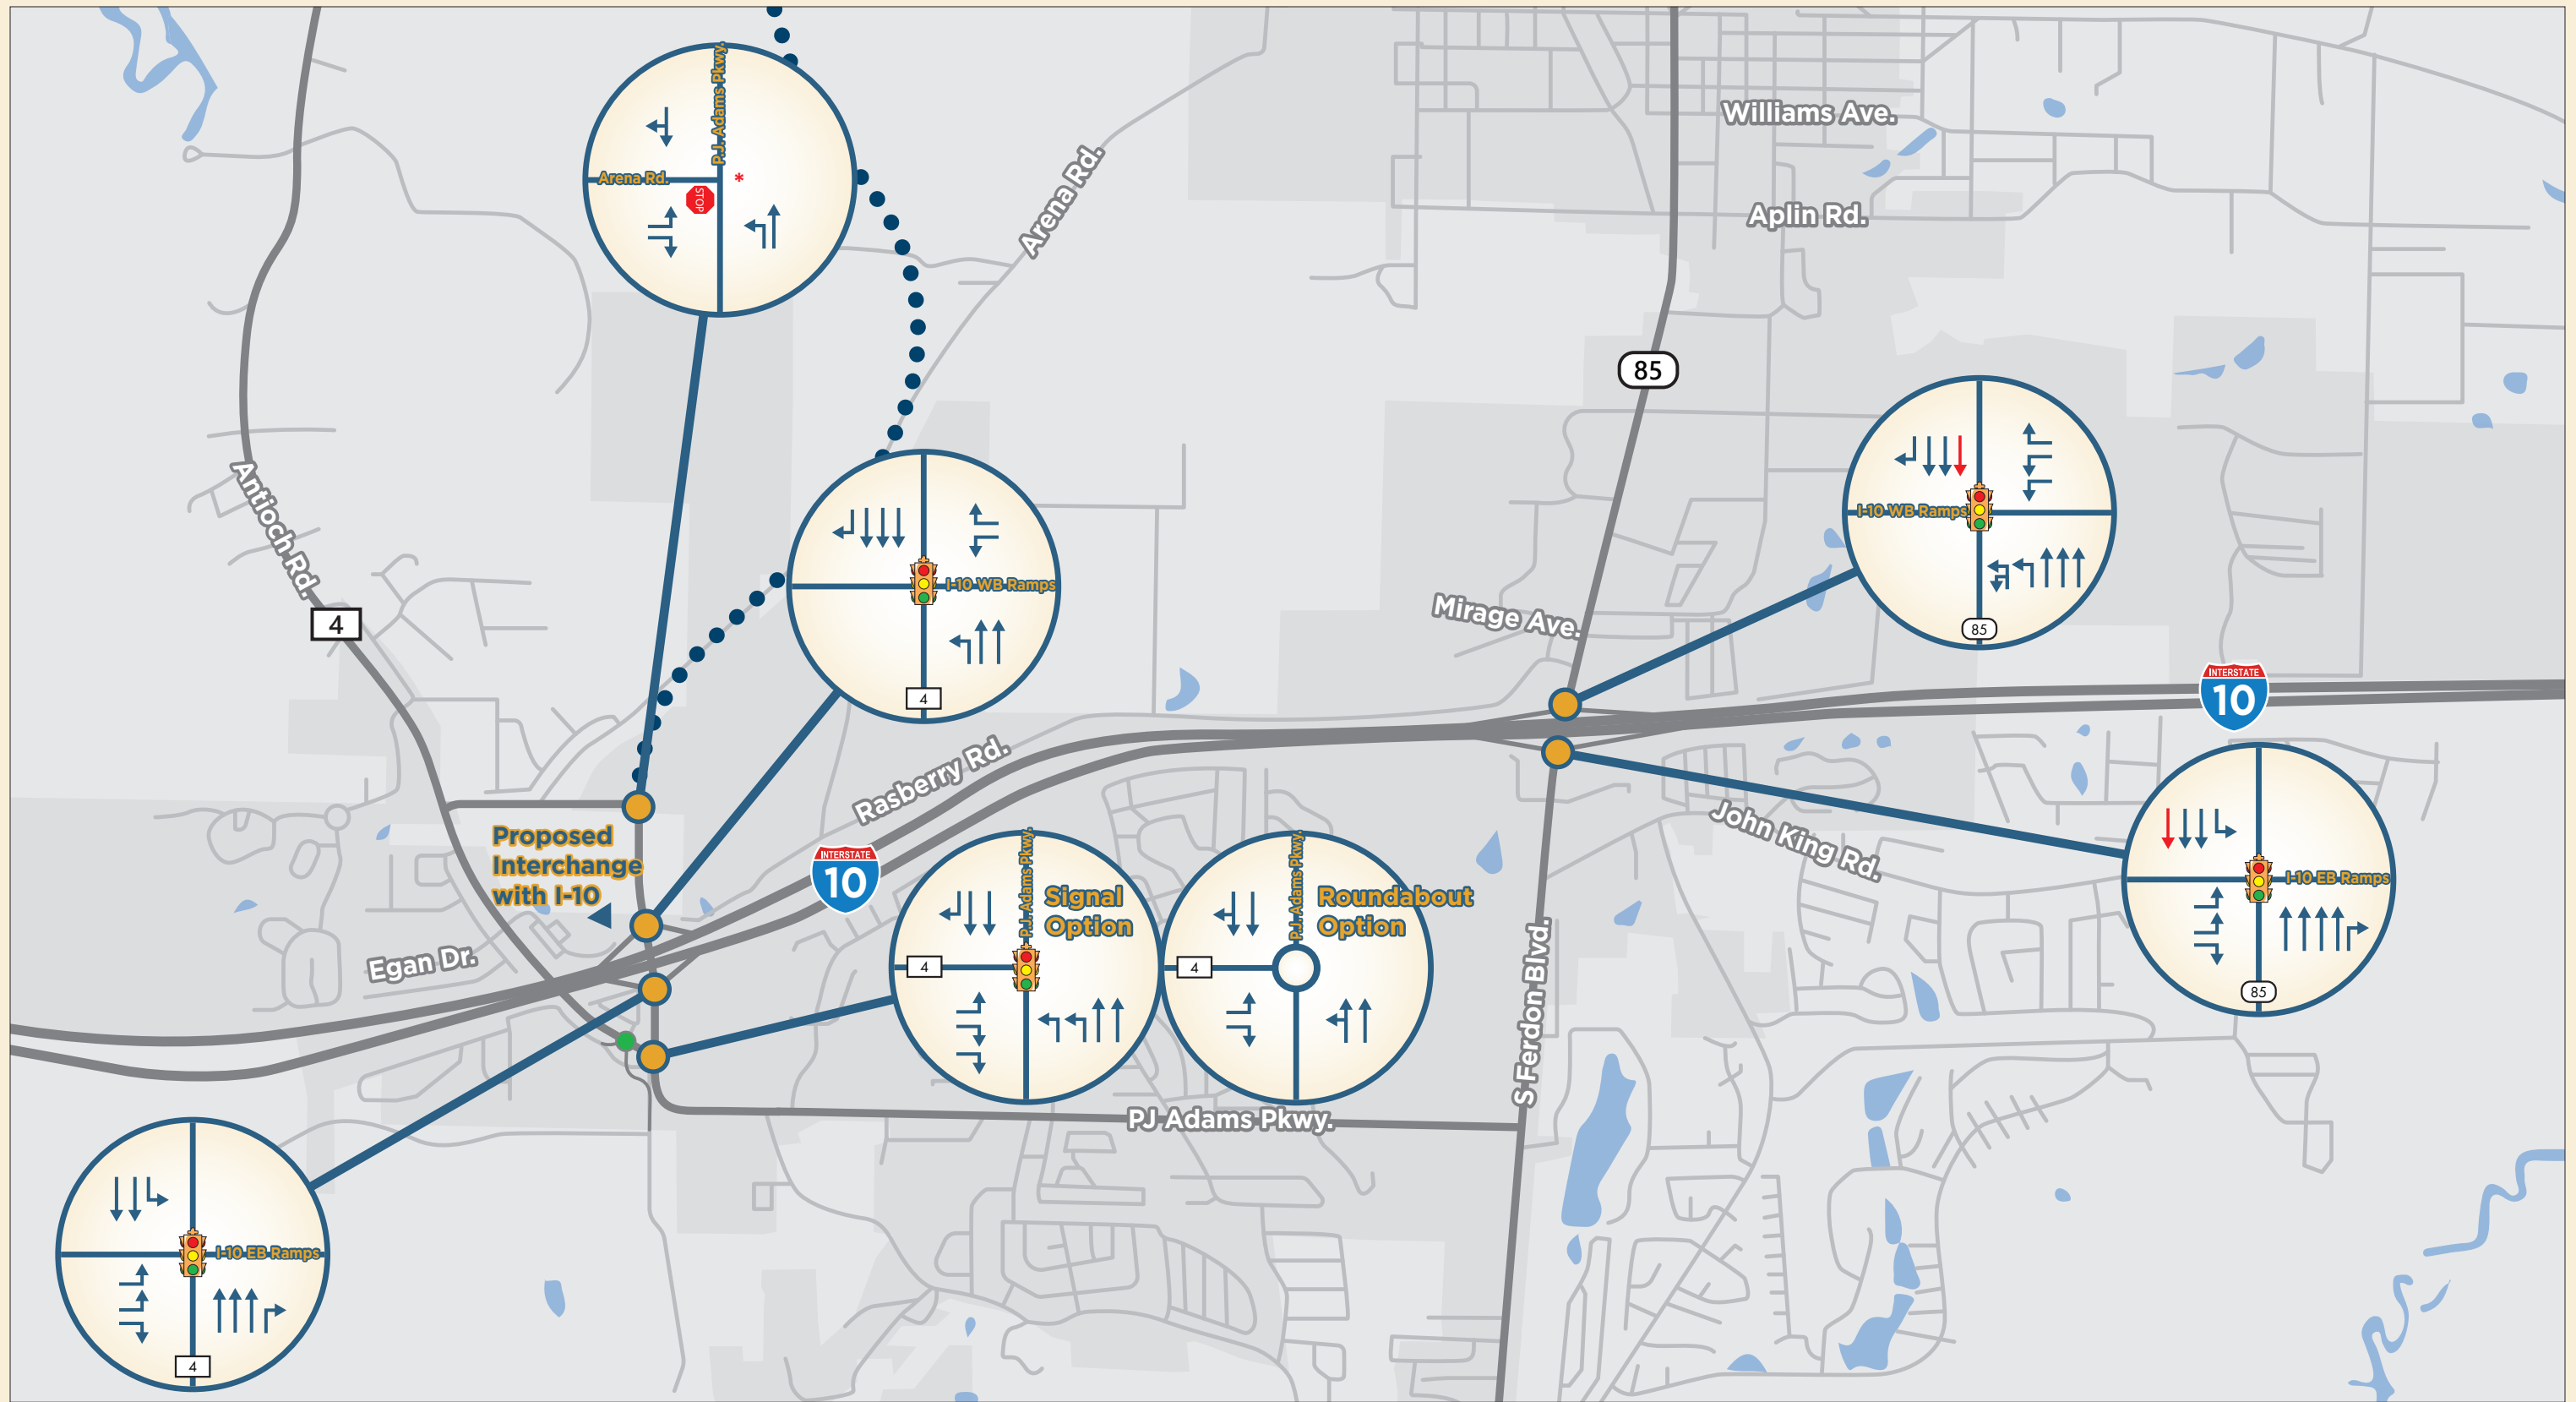 P.J. Adams Pkwy.
Arena Rd.
STOP
*
Arena Rd.
Williams Ave.
Aplin Rd.
85
Antioch Rd.
4
I-10 WB Ramps
4
I-10 WB Ramps
85
Mirage Ave.
INTERSTATE
10
Rasberry Rd.
Proposed
Interchange
with I-10
INTERSTATE
10
Egan Dr.
P.J. Adams Pkwy.
Signal
Option
4
P.J. Adams Pkwy.
Roundabout
Option
4
John King Rd.
S Ferdon Blvd.
I-10 EB Ramps
85
PJ Adams Pkwy.
I-10 EB Ramps
4